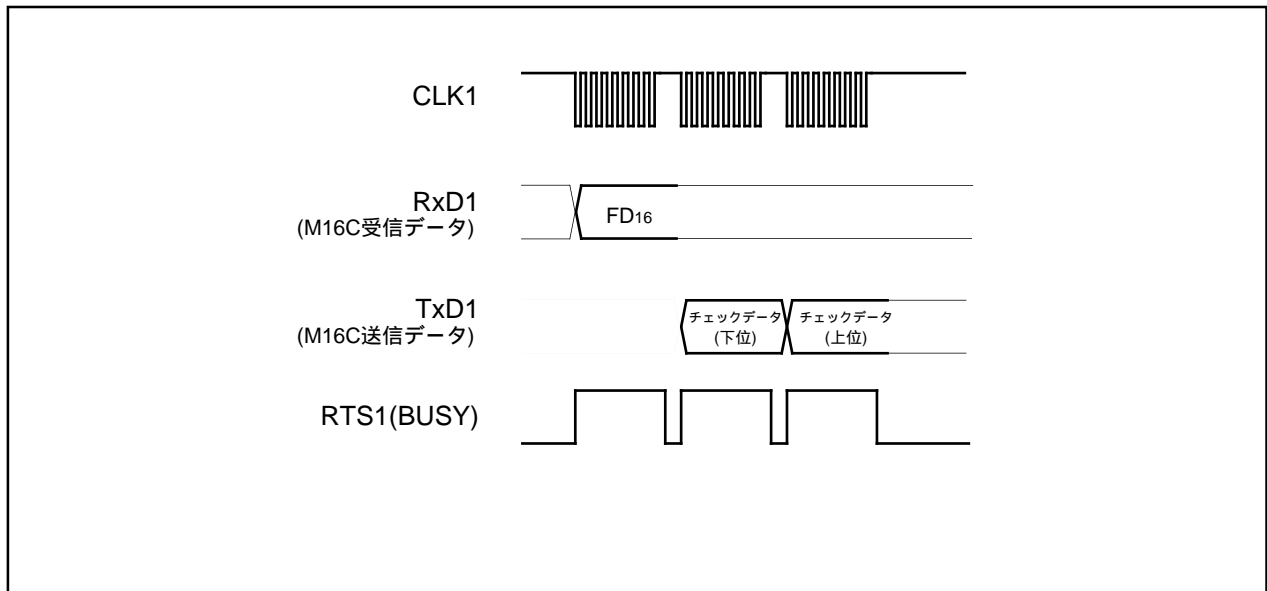 CLK1
RxD1
(M16C受信データ)
FD16
TxD1
(M16C送信データ)
チェックデータ
(下位)
チェックデータ
(上位)
RTS1(BUSY)